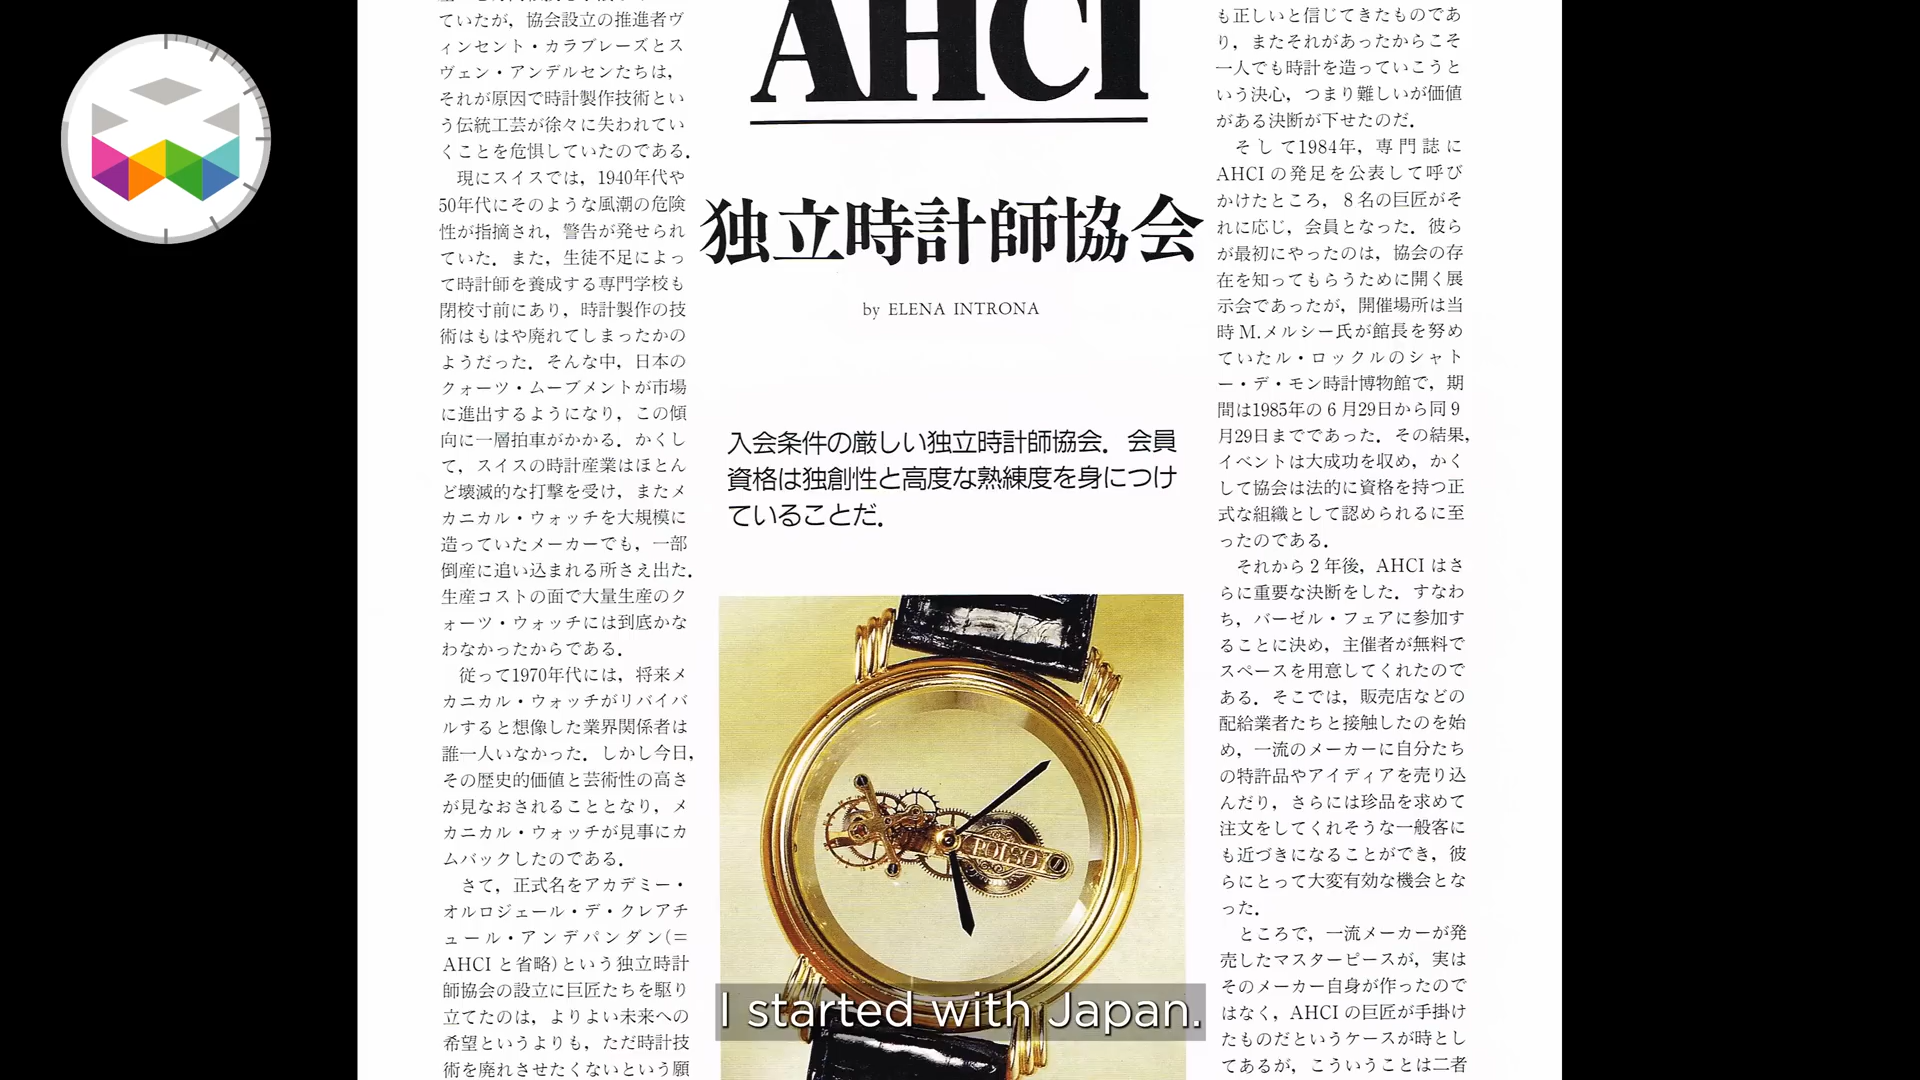 ていたが，協会設立の推進者ヴ
ィンセント・カラブレーズとス
ヴェン・アンデルセンたちは，
それが原因で時計製作技術とい
う伝統工芸が徐々に失われてい
くことを危惧していたのである．
現にスイスでは，1940年代や
50年代にそのような風潮の危険
性が指摘され，警告が発せられ
ていた．また，生徒不足によっ
て時計師を養成する専門学校も
閉校寸前にあり，時計製作の技
術はもはや廃れてしまったかの
ようだった．そんな中，日本の
クォーツ・ムーブメントが市場
に進出するようになり，この傾
向に一層拍車がかかる．かくし
て，スイスの時計産業はほとん
ど壊滅的な打撃を受け，またメ
カニカル・ウォッチを大規模に
造っていたメーカーでも，一部
倒産に追い込まれる所さえ出た．
生産コストの面で大量生産のク
ォーツ・ウォッチには到底かな
わなかったからである．
従って1970年代には，将来メ
カニカル・ウォッチがリバイバ
ルすると想像した業界関係者は
誰一人いなかった．しかし今日，
その歴史的価値と芸術性の高さ
が見なおされることとなり，メ
カニカル・ウォッチが見事にカ
ムバックしたのである．
さて，正式名をアカデミー・
オルロジェール・デ・クレアチ
ュール・アンデパンダン(＝
AHCI と省略)という独立時計
師協会の設立に巨匠たちを駆り
立てたのは，よりよい未来への
希望というよりも，ただ時計技
術を廃れさせたくないという願
AHCI
独立時計師協会
by ELENA INTRONA
入会条件の厳しい独立時計師協会．会員
資格は独創性と高度な熟練度を身につけ
ていることだ．
POLSO
I started with Japan.
も正しいと信じてきたものであ
り，またそれがあったからこそ
一人でも時計を造っていこうと
いう決心，つまり難しいが価値
がある決断が下せたのだ．
そして1984年，専門誌に
AHCI の発足を公表して呼び
かけたところ，8名の巨匠がそ
れに応じ，会員となった．彼ら
が最初にやったのは，協会の存
在を知ってもらうために開く展
示会であったが，開催場所は当
時 M.メルシー氏が館長を努め
ていたル・ロックルのシャト
ー・デ・モン時計博物館で，期
間は1985年の6月29日から同9
月29日までであった．その結果，
イベントは大成功を収め，かく
して協会は法的に資格を持つ正
式な組織として認められるに至
ったのである．
それから2年後，AHCI はさ
らに重要な決断をした．すなわ
ち，バーゼル・フェアに参加す
ることに決め，主催者が無料で
スペースを用意してくれたので
ある．そこでは，販売店などの
配給業者たちと接触したのを始
め，一流のメーカーに自分たち
の特許品やアイディアを売り込
んだり，さらには珍品を求めて
注文をしてくれそうな一般客に
も近づきになることができ，彼
らにとって大変有効な機会とな
った．
ところで，一流メーカーが発
売したマスターピースが，実は
そのメーカー自身が作ったので
はなく，AHCI の巨匠が手掛け
たものだというケースが時とし
てあるが，こういうことは二者